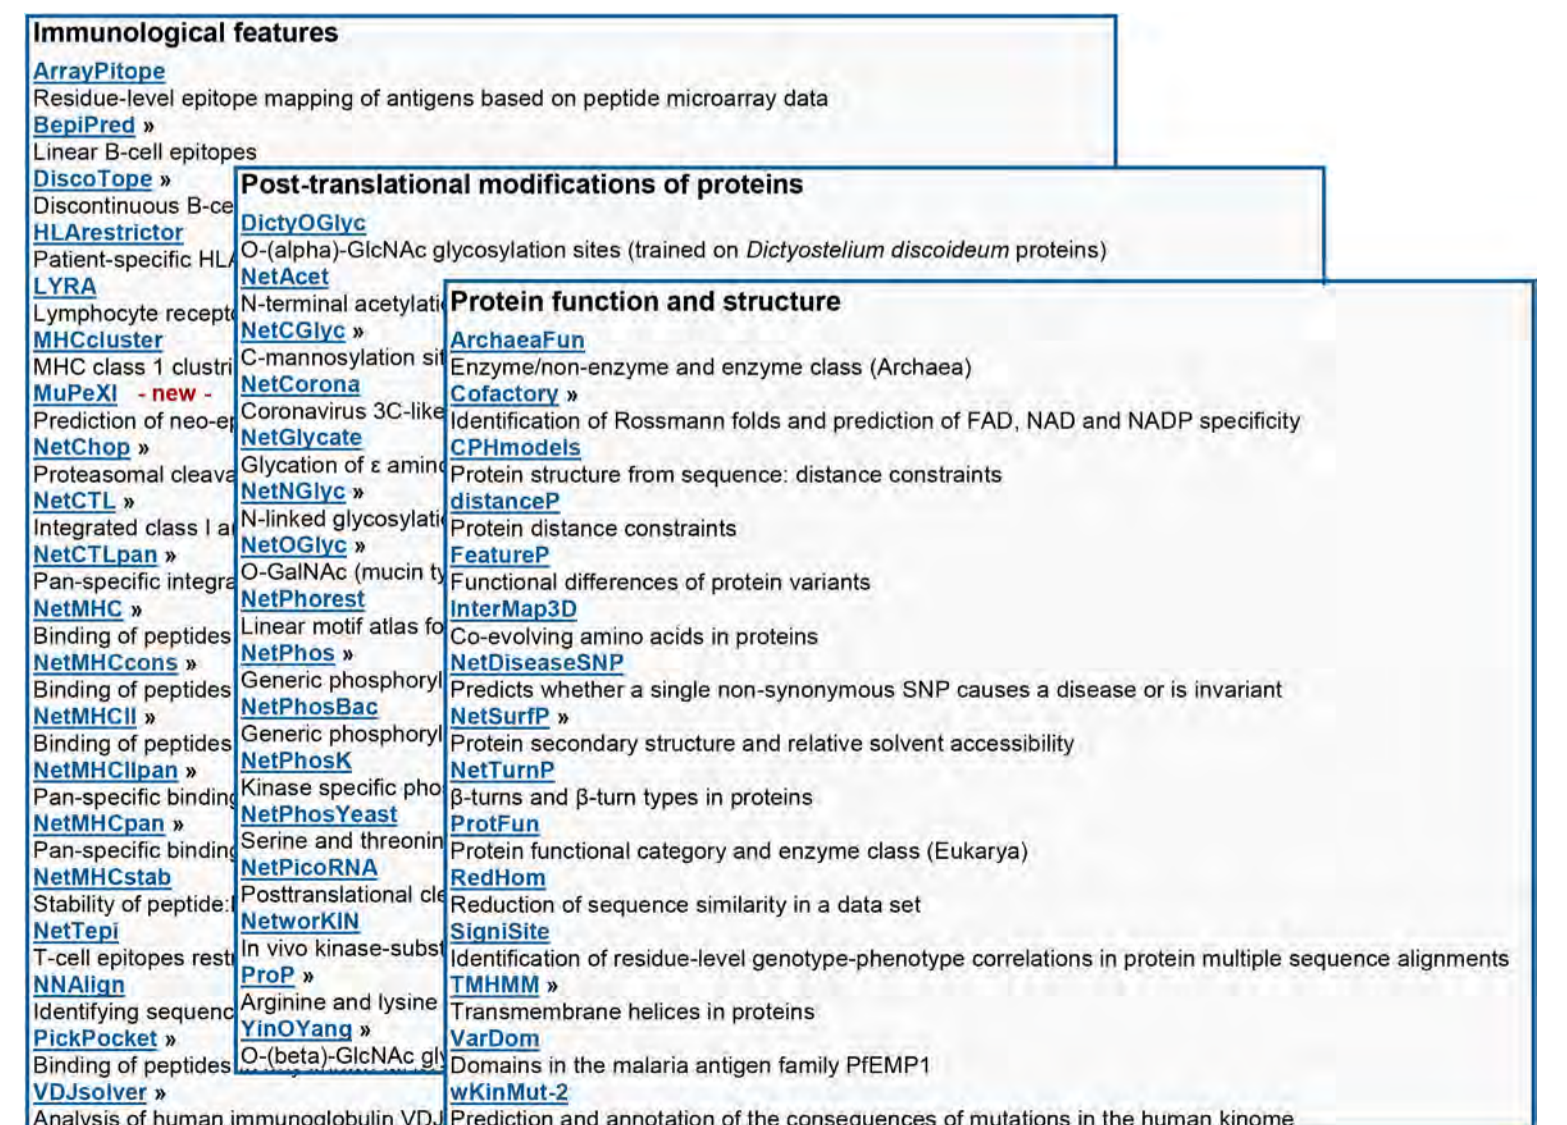 Immunological features
ArrayPitope
Residue-level epitope mapping of antigens based on peptide microarray data
BepiPred »
Linear B-cell epitopes
DiscoTope »
Discontinuous B-ce
HLArestrictor
Patient-specific HLA
LYRA
Lymphocyte recepto
MHCcluster
MHC class 1 clustri
MuPeXI - new -
Prediction of neo-ep
NetChop »
Proteasomal cleava
NetCTL »
Integrated class I a
NetCTLpan »
Pan-specific integra
NetMHC »
Binding of peptides
NetMHCcons »
Binding of peptides
NetMHCII »
Binding of peptides
NetMHCIIpan »
Pan-specific binding
NetMHCpan »
Pan-specific binding
NetMHCstab
Stability of peptide:
NetTepi
T-cell epitopes restr
NNAlign
Identifying sequenc
PickPocket »
Binding of peptides
VDJsolver »
Analysis of human immunoglobulin VDJ
Post-translational modifications of proteins
DictyOGlyc
O-(alpha)-GlcNAc glycosylation sites (trained on Dictyostelium discoideum proteins)
NetAcet
N-terminal acetylati
NetCGlyc »
C-mannosylation sit
NetCorona
Coronavirus 3C-like
NetGlycate
Glycation of ε amino
NetNGlyc »
N-linked glycosylati
NetOGlyc »
O-GalNAc (mucin ty
NetPhorest
Linear motif atlas fo
NetPhos »
Generic phosphoryl
NetPhosBac
Generic phosphoryl
NetPhosK
Kinase specific pho
NetPhosYeast
Serine and threonin
NetPicoRNA
Posttranslational cle
NetworKIN
In vivo kinase-subst
ProP »
Arginine and lysine
YinOYang »
O-(beta)-GlcNAc gly
Protein function and structure
ArchaeaFun
Enzyme/non-enzyme and enzyme class (Archaea)
Cofactory »
Identification of Rossmann folds and prediction of FAD, NAD and NADP specificity
CPHmodels
Protein structure from sequence: distance constraints
distanceP
Protein distance constraints
FeatureP
Functional differences of protein variants
InterMap3D
Co-evolving amino acids in proteins
NetDiseaseSNP
Predicts whether a single non-synonymous SNP causes a disease or is invariant
NetSurfP »
Protein secondary structure and relative solvent accessibility
NetTurnP
β-turns and β-turn types in proteins
ProtFun
Protein functional category and enzyme class (Eukarya)
RedHom
Reduction of sequence similarity in a data set
SigniSite
Identification of residue-level genotype-phenotype correlations in protein multiple sequence alignments
TMHMM »
Transmembrane helices in proteins
VarDom
Domains in the malaria antigen family PfEMP1
wKinMut-2
Prediction and annotation of the consequences of mutations in the human kinome